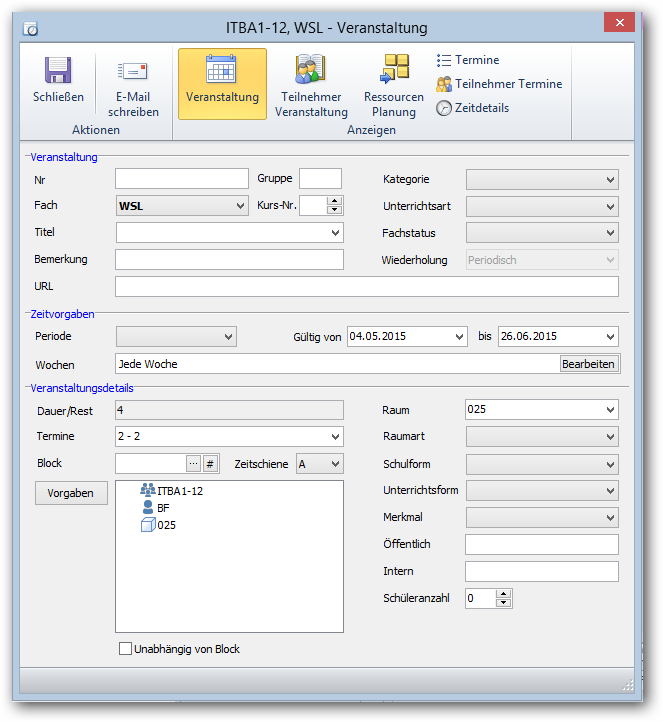 ITBA1-12, WSL - Veranstaltung
Schließen
E-Mail schreiben
Aktionen
Veranstaltung
Teilnehmer Veranstaltung
Ressourcen Planung
Termine
Teilnehmer Termine
Zeitdetails
Anzeigen
Veranstaltung
Nr
Gruppe
Kategorie
Fach WSL
Kurs-Nr.
Unterrichtsart
Titel
Fachstatus
Bemerkung
Wiederholung Periodisch
URL
Zeitvorgaben
Periode
Gültig von 04.05.2015 bis 26.06.2015
Wochen Jede Woche Bearbeiten
Veranstaltungsdetails
Dauer/Rest 4
Raum 025
Termine 2 - 2
Raumart
Block ... #
Zeitschiene A
Schulform
Vorgaben
ITBA1-12
BF
025
Unterrichtsform
Merkmal
Öffentlich
Intern
Schüleranzahl 0
Unabhängig von Block